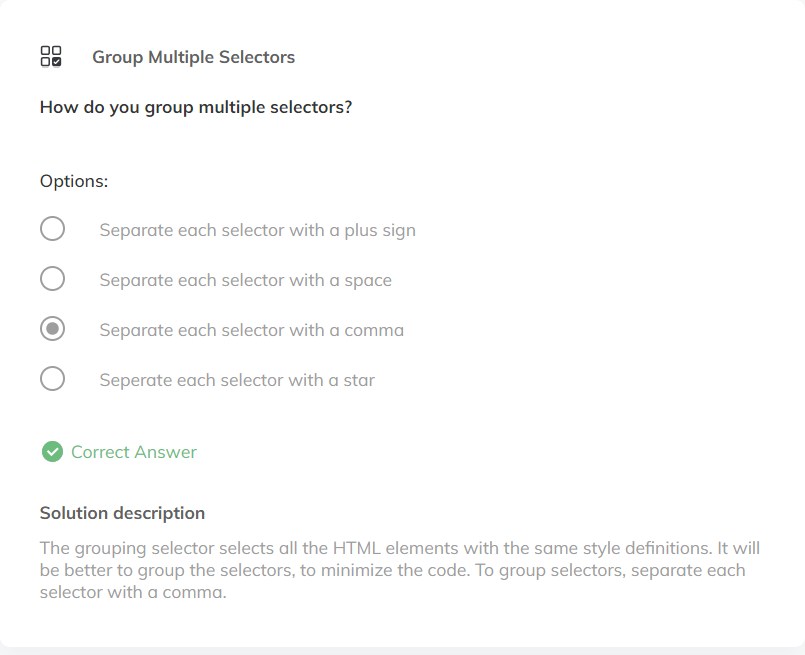 Group Multiple Selectors
How do you group multiple selectors?
Options:
Separate each selector with a plus sign
Separate each selector with a space
Separate each selector with a comma
Seperate each selector with a star
Correct Answer
Solution description
The grouping selector selects all the HTML elements with the same style definitions. It will
be better to group the selectors, to minimize the code. To group selectors, separate each
selector with a comma.